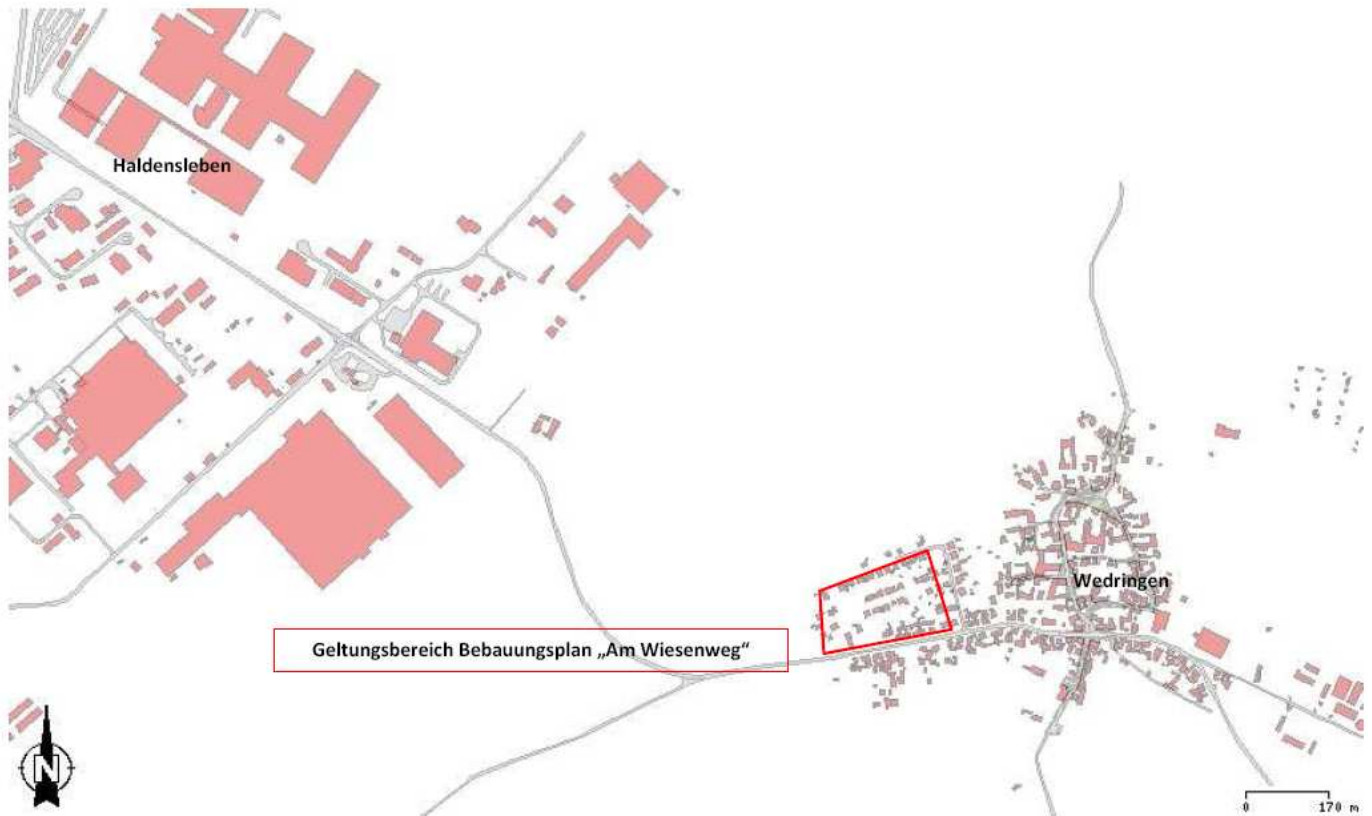 Haldensleben
Wedringen
Geltungsbereich Bebauungsplan „Am Wiesenweg“
N
0 170 m